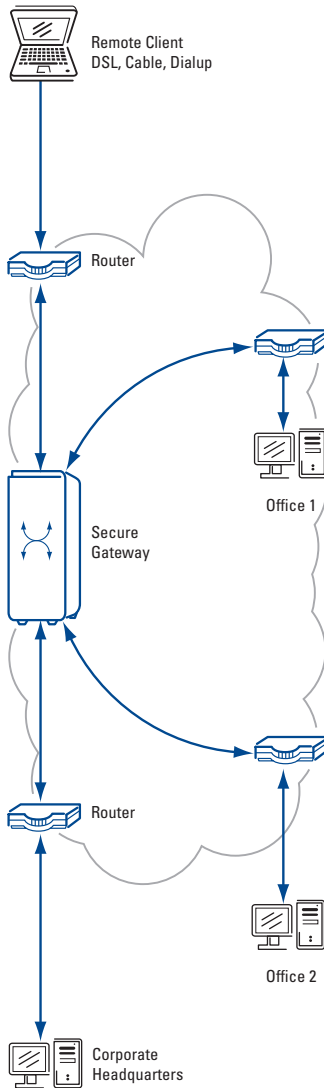 Remote Client
DSL, Cable, Dialup
Router
Office 1
Secure
Gateway
Router
Office 2
Corporate
Headquarters